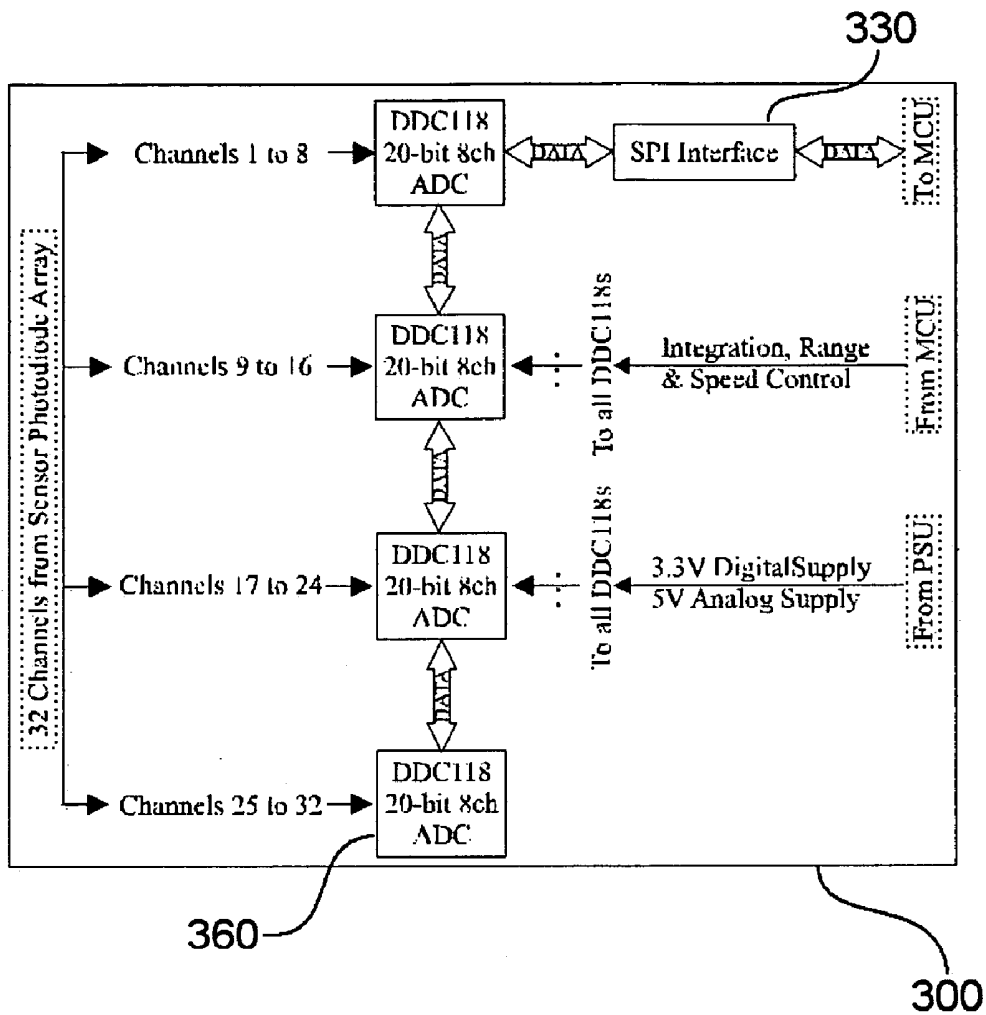 330
DDC118
20-bit 8ch
ADC
Channels 1 to 8
DATA
SPI Interface
DATA
To MCU
DATA
32 Channels from Sensor Photodiode Array
DDC118
20-bit 8ch
ADC
Channels 9 to 16
To all DDC118s
Integration, Range
& Speed Control
From MCU
DATA
DDC118
20-bit 8ch
ADC
Channels 17 to 24
To all DDC118s
3.3V DigitalSupply
5V Analog Supply
From PSU
DATA
DDC118
20-bit 8ch
ADC
Channels 25 to 32
360
300